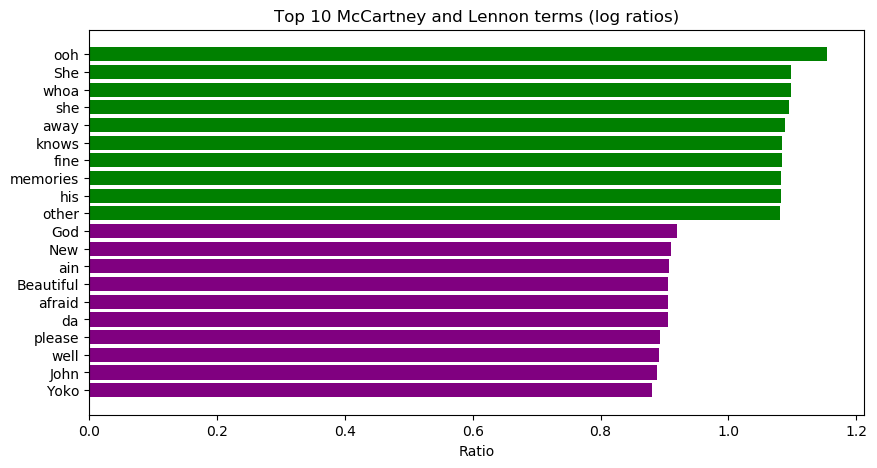 Top 10 McCartney and Lennon terms (log ratios)
ooh
She
whoa
she
away
knows
fine
memories
his
other
God
New
ain
Beautiful
afraid
da
please
well
John
Yoko
0.0 0.2 0.4 0.6 0.8 1.0 1.2
Ratio